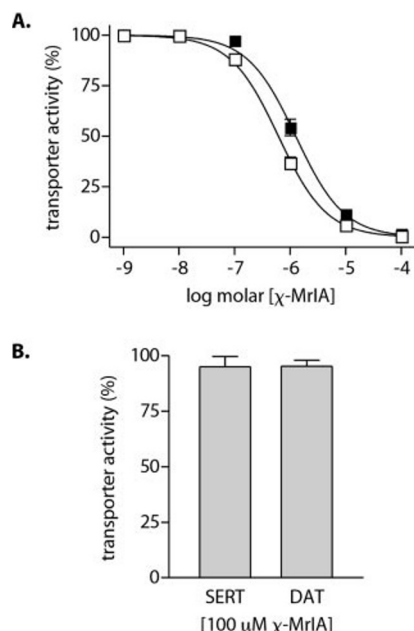 A.
transporter activity (%)
100
75
50
25
0
-9 -8 -7 -6 -5 -4
log molar [χ-MrIA]
B.
transporter activity (%)
100
75
50
25
0
SERT DAT
[100 µM χ-MrIA]